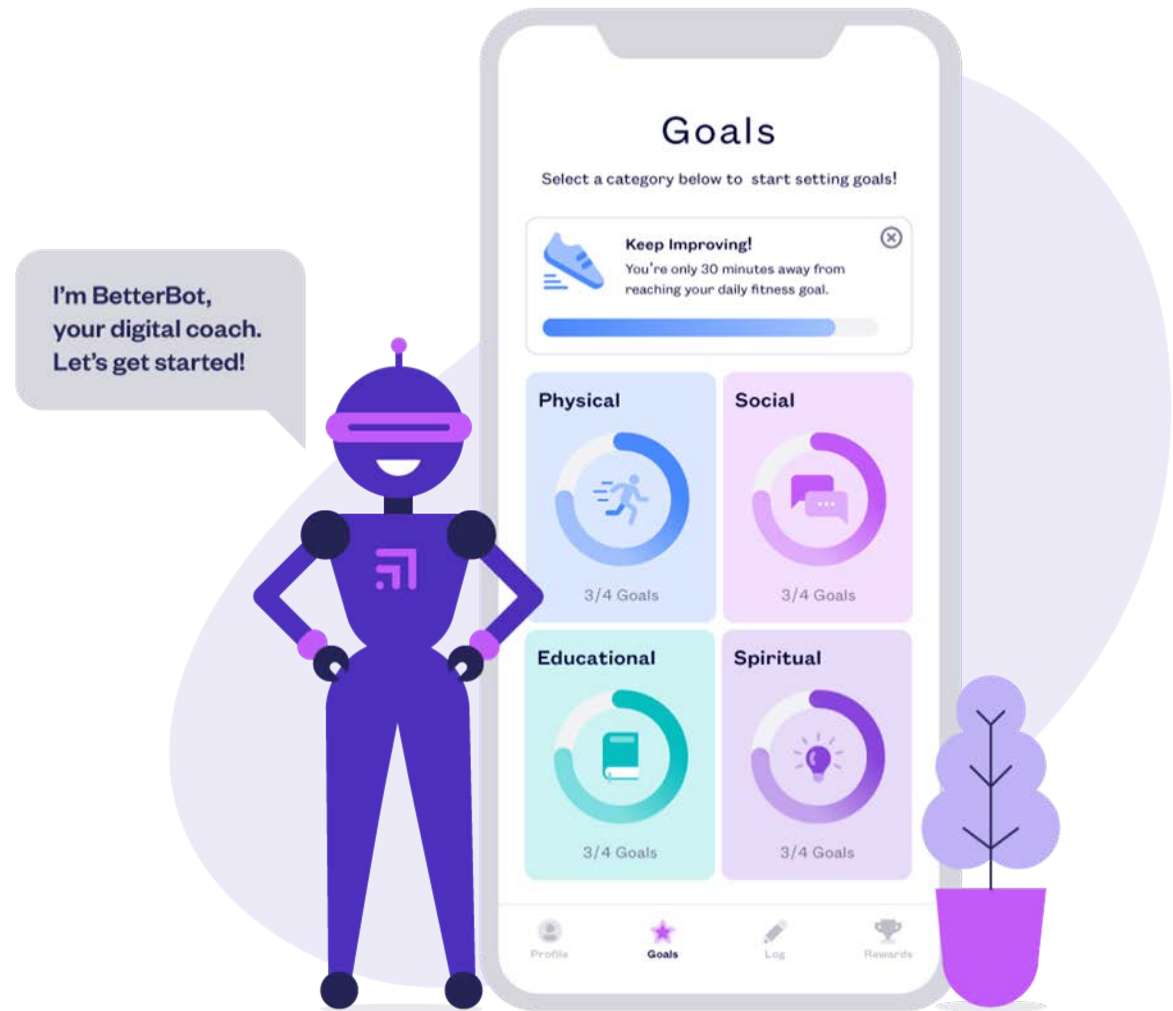 Goals
Select a category below to start setting goals!
Keep Improving!
You're only 30 minutes away from
reaching your daily fitness goal.
I'm BetterBot,
your digital coach.
Let's get started!
Physical
Social
3/4 Goals
3/4 Goals
Educational
Spiritual
3/4 Goals
3/4 Goals
Profile
Goals
Log
Rewards